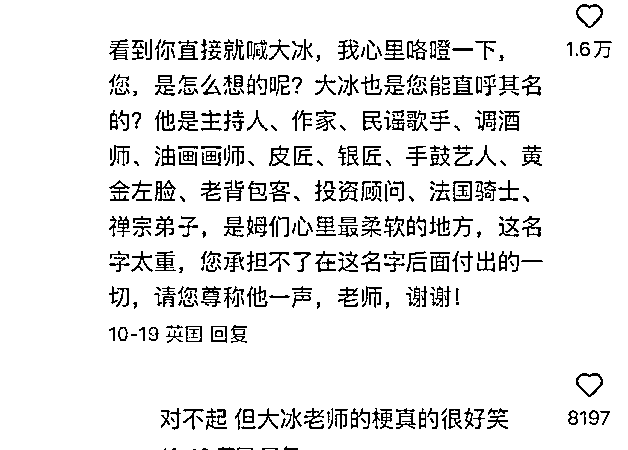 看到你直接就喊大冰，我心里咯噔一下，
1.6万
您，是怎么想的呢？大冰也是您能直呼其名
的？他是主持人、作家、民谣歌手、调酒
师、油画画师、皮匠、银匠、手鼓艺人、黄
金左脸、老背包客、投资顾问、法国骑士、
禅宗弟子，是姆们心里最柔软的地方，这名
字太重，您承担不了在这名字后面付出的一
切，请您尊称他一声，老师，谢谢！
10-19 英国 回复
对不起 但大冰老师的梗真的很好笑
8197